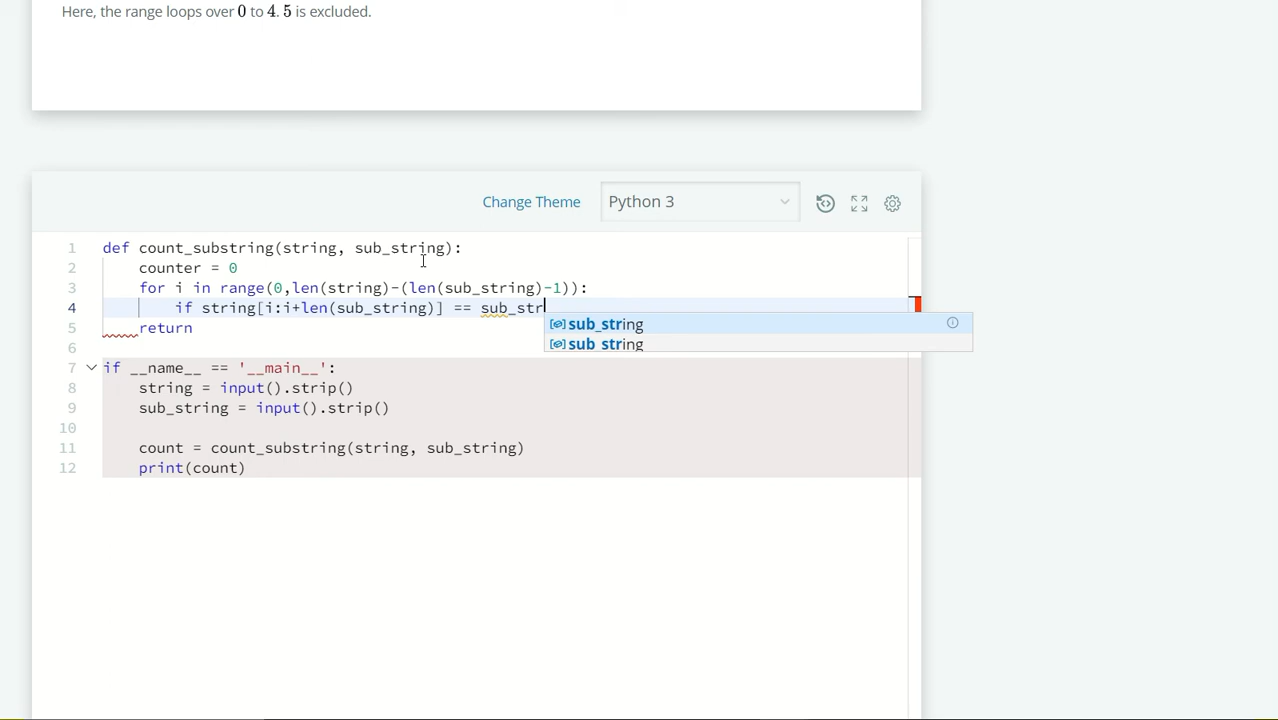 Here, the range loops over 0 to 4. 5 is excluded.
Change Theme Python 3
1 def count_substring(string, sub_string):
2 counter = 0
3 for i in range(0,len(string)-(len(sub_string)-1)):
4 if string[i:i+len(sub_string)] == sub_str
sub_string
5 return
sub_string
6
7 if __name__ == '__main__':
8 string = input().strip()
9 sub_string = input().strip()
10
11 count = count_substring(string, sub_string)
12 print(count)